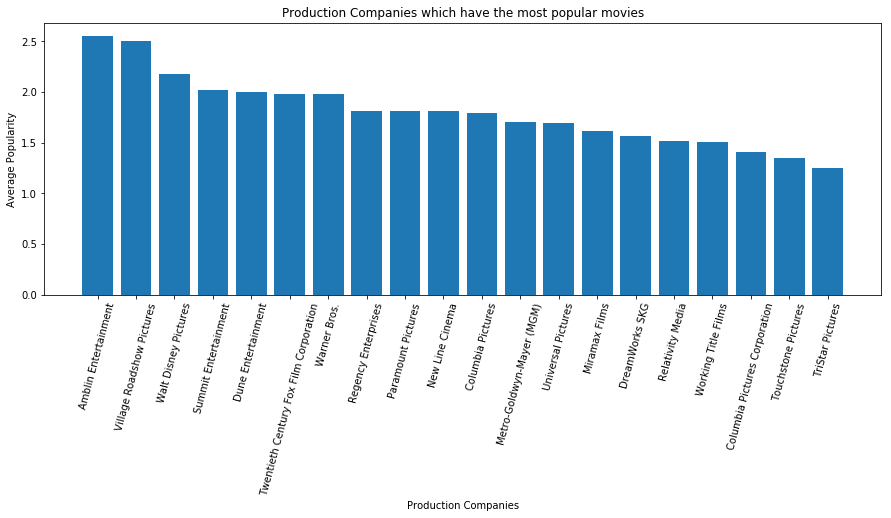 Production Companies which have the most popular movies
Average Popularity
2.5
2.0
1.5
1.0
0.5
0.0
Amblin Entertainment
Village Roadshow Pictures
Walt Disney Pictures
Summit Entertainment
Dune Entertainment
Twentieth Century Fox Film Corporation
Warner Bros.
Regency Enterprises
Paramount Pictures
New Line Cinema
Columbia Pictures
Metro-Goldwyn-Mayer (MGM)
Universal Pictures
Miramax Films
DreamWorks SKG
Relativity Media
Working Title Films
Columbia Pictures Corporation
Touchstone Pictures
TriStar Pictures
Production Companies